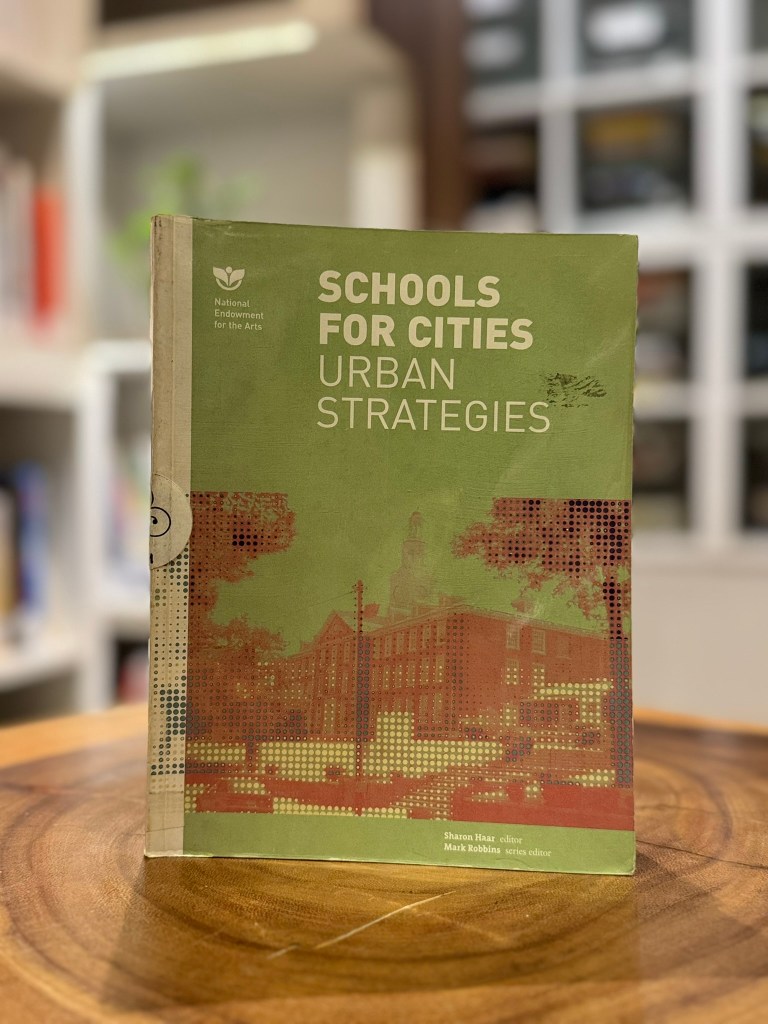 National
Endowment
for the Arts
SCHOOLS
FOR CITIES
URBAN
STRATEGIES
Sharon Haar editor
Mark Robbins series editor